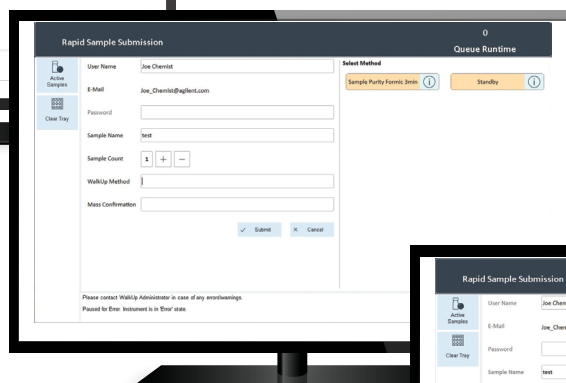 Rapid Sample Submission
0
Queue Runtime
Active
Samples
Clear Tray
User Name Joe Chemist
E-Mail Joe_Chemist@agilent.com
Password
Sample Name test
Sample Count 1 + −
WalkUp Method
Mass Confirmation
✓ Submit × Cancel
Select Method
Sample Purity Formic 3min i
Standby i
Please contact WalkUp Administrator in case of any error/warnings.
Paused for Error. Instrument is in 'Error' state.
Rapid Sample Submission
Active
Samples
Clear Tray
User Name Joe Chem
E-Mail Joe_Chem
Password
Sample Name test